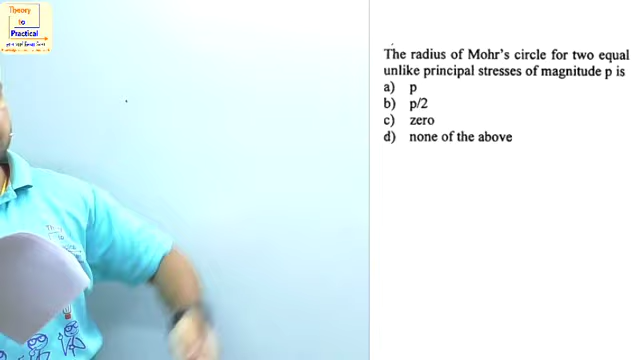 Theory
to
Practical
The radius of Mohr's circle for two equal
unlike principal stresses of magnitude p is
a) p
b) p/2
c) zero
d) none of the above